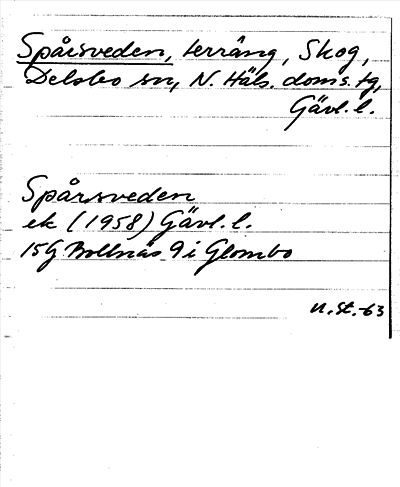 Spårsveden, terräng, Skog,
Delsbo sn, N. Häls. doms. tg,
Gävl. l.
Spårsveden
ek (1958) Gävl. l.
15G Bollnäs 9 i Glombo
N. St. -63